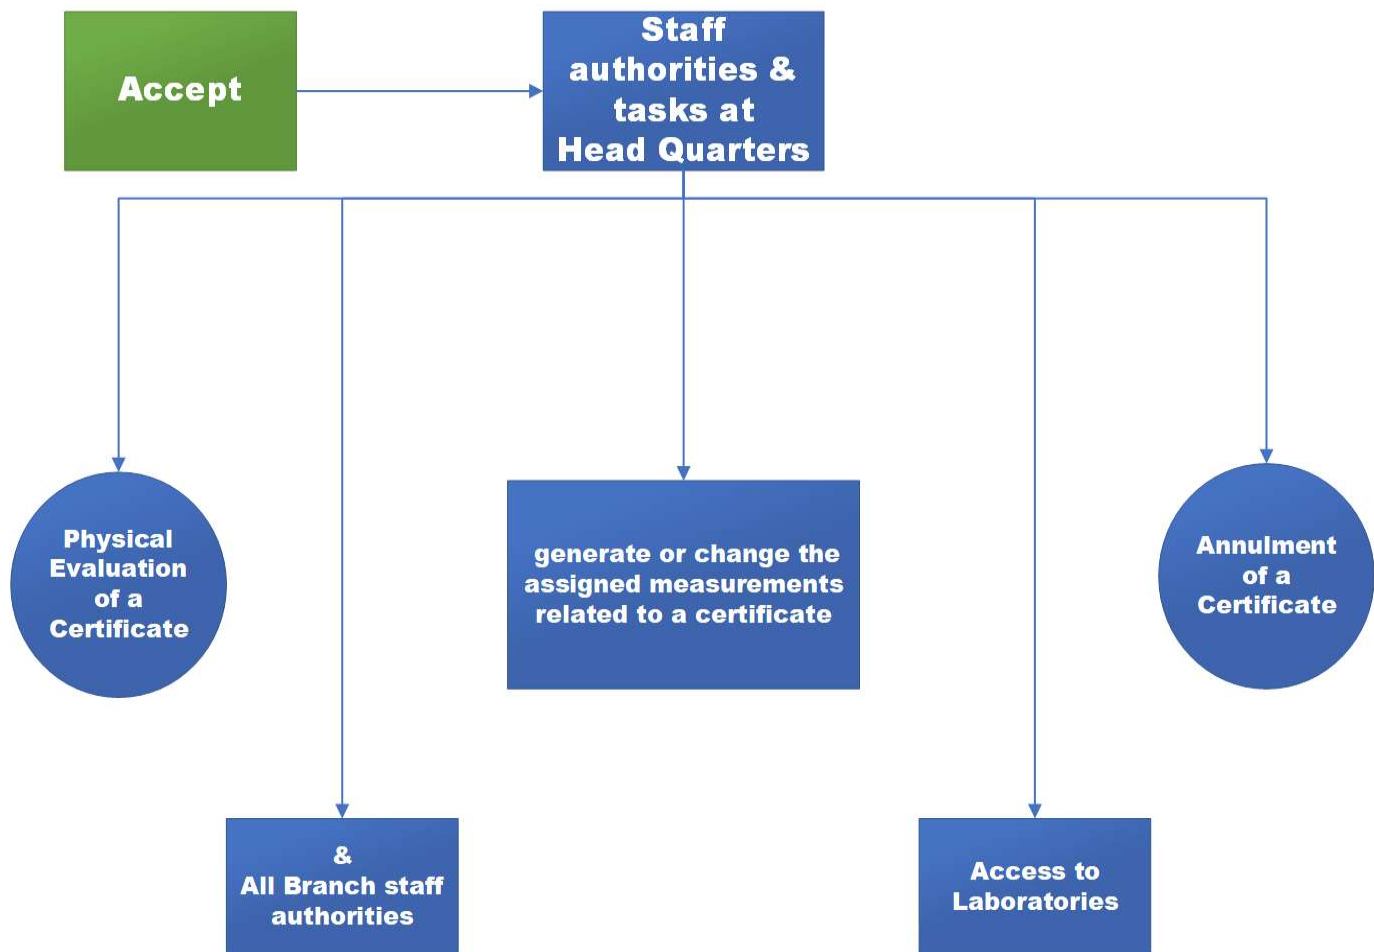 Accept
Staff
authorities &
tasks at
Head Quarters
Physical
Evaluation
of a
Certificate
generate or change the
assigned measurements
related to a certificate
Annulment
of a
Certificate
&
All Branch staff
authorities
Access to
Laboratories